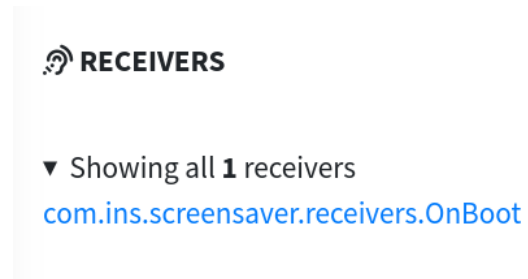 RECEIVERS
▼ Showing all 1 receivers
com.ins.screensaver.receivers.OnBoot